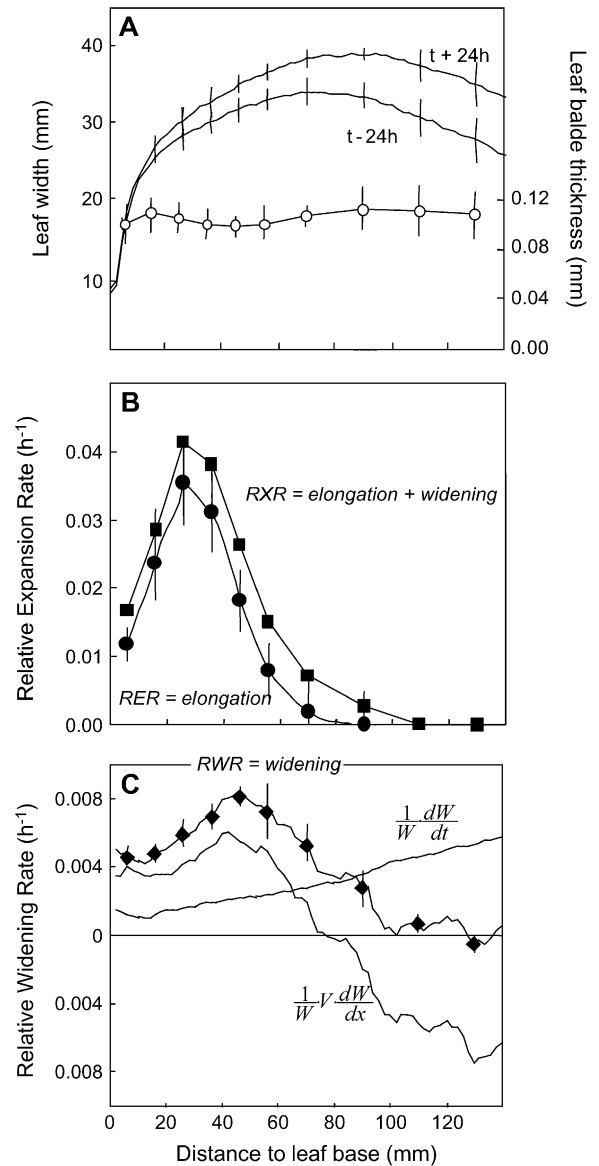 A
40
30
20
10
Leaf width (mm)
t + 24h
t - 24h
0.12
0.08
0.04
0.00
Leaf balde thickness (mm)
B
0.04
0.03
0.02
0.01
0.00
Relative Expansion Rate (h-1)
RXR = elongation + widening
RER = elongation
C
RWR = widening
0.008
0.004
0
0.004
0.008
Relative Widening Rate (h-1)
1/W · dW/dt
1/W · V · dW/dx
0 20 40 60 80 100 120
Distance to leaf base (mm)